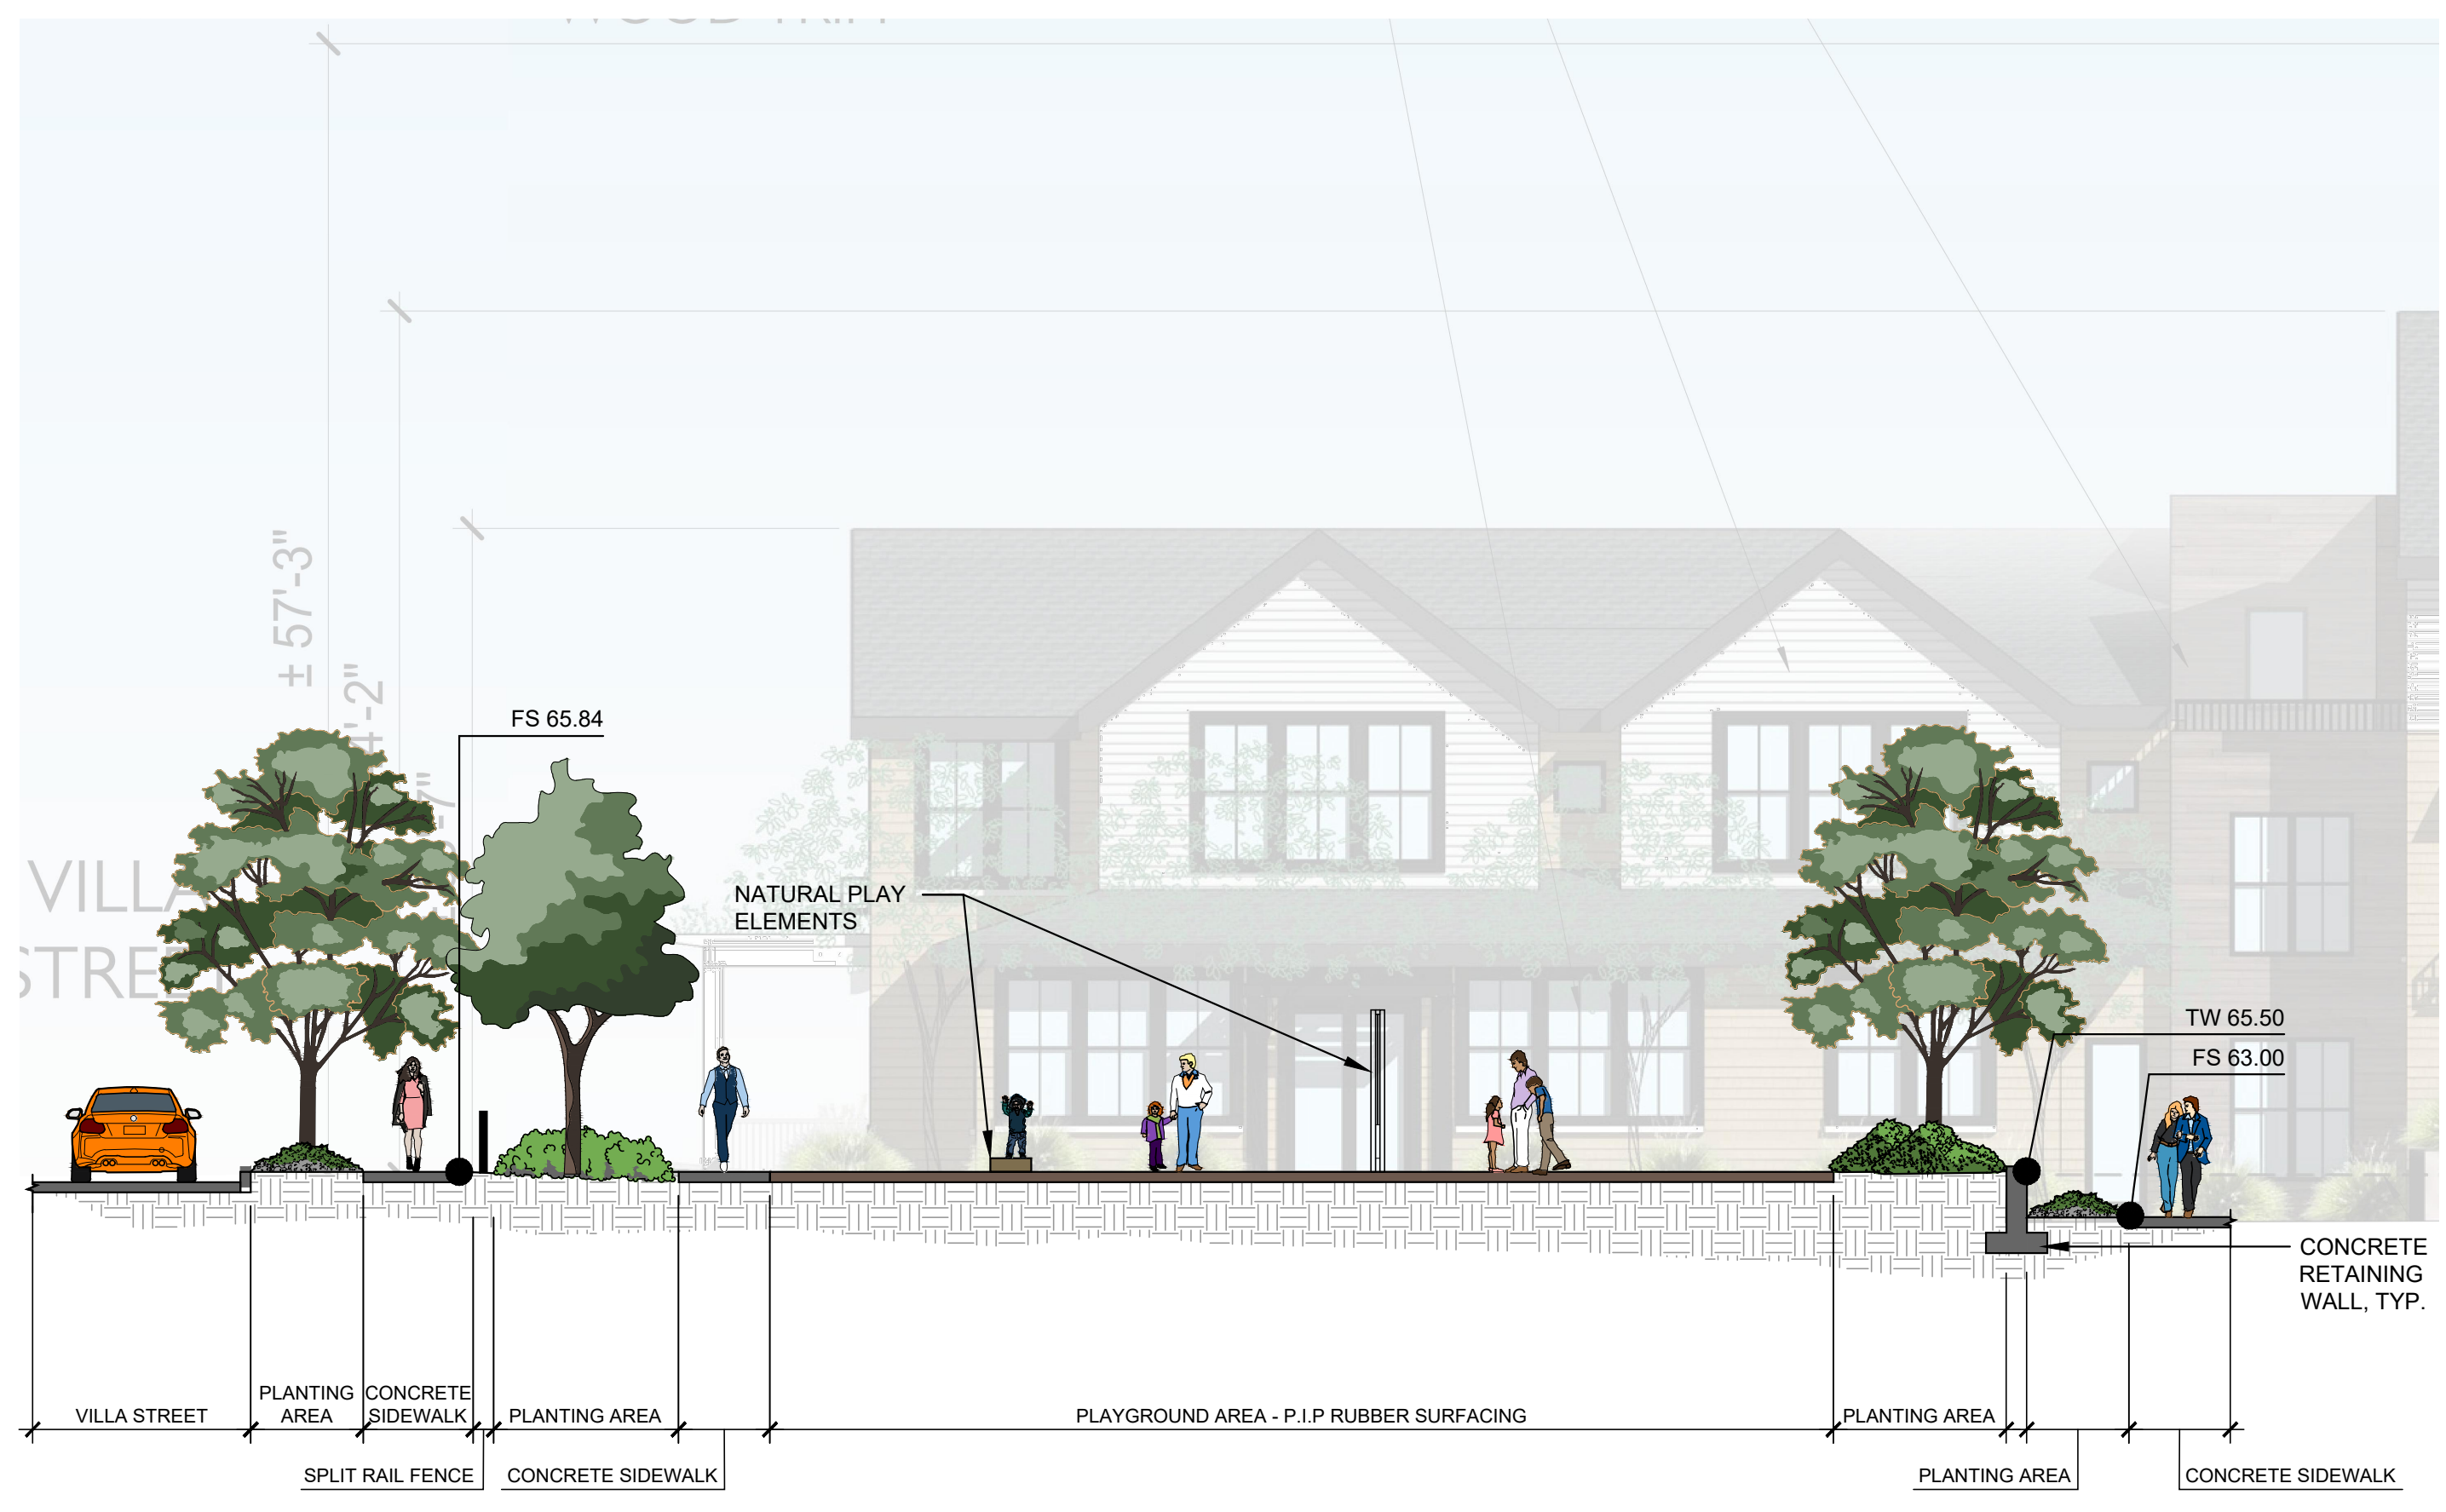 ± 57'-3"
FS 65.84
VILLA
NATURAL PLAY
ELEMENTS
TW 65.50
FS 63.00
CONCRETE
RETAINING
WALL, TYP.
VILLA STREET
PLANTING
AREA
CONCRETE
SIDEWALK
PLANTING AREA
PLAYGROUND AREA - P.I.P RUBBER SURFACING
PLANTING AREA
SPLIT RAIL FENCE
CONCRETE SIDEWALK
PLANTING AREA
CONCRETE SIDEWALK